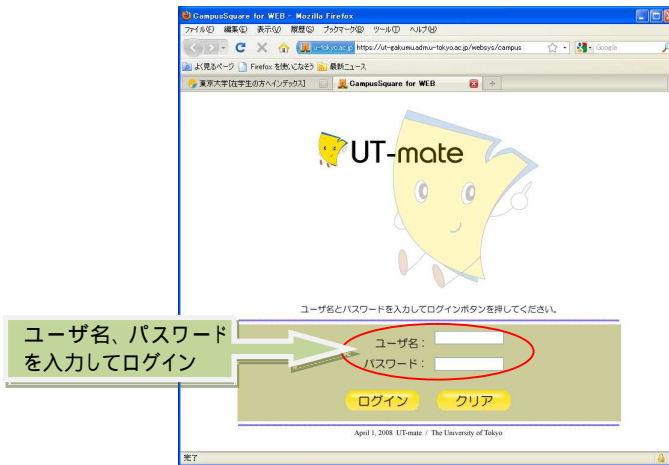 CampusSquare for WEB - Mozilla Firefox
ファイル(F) 編集(E) 表示(V) 履歴(S) ブックマーク(B) ツール(T) ヘルプ(H)
u-tokyo.ac.jp https://ut-gakumu.adm.u-tokyo.ac.jp/websys/campus Google
よく見るページ Firefox を使いこなそう 最新ニュース
東京大学[在学生の方へインデックス] CampusSquare for WEB
UT-mate
ユーザ名とパスワードを入力してログインボタンを押してください。
ユーザ名、パスワード
を入力してログイン
ユーザ名：
パスワード：
ログイン クリア
April 1, 2008 UT-mate / The University of Tokyo
完了